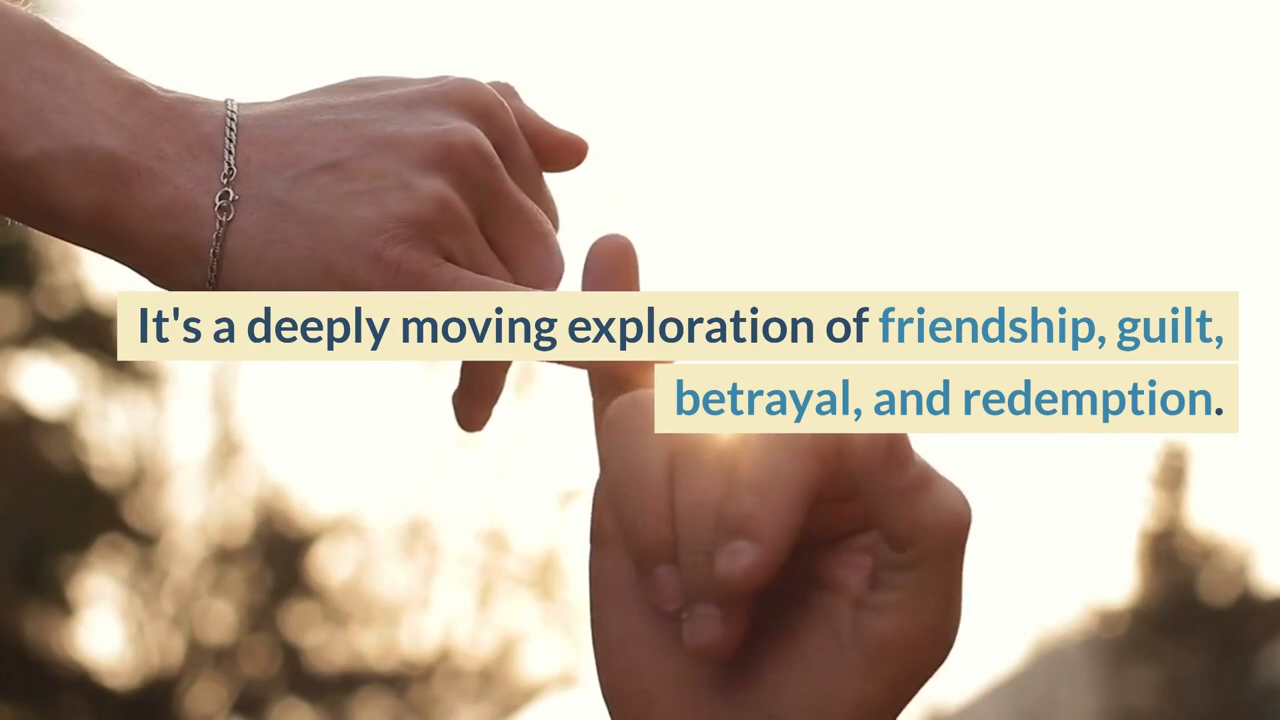 It's a deeply moving exploration of friendship, guilt,
betrayal, and redemption.